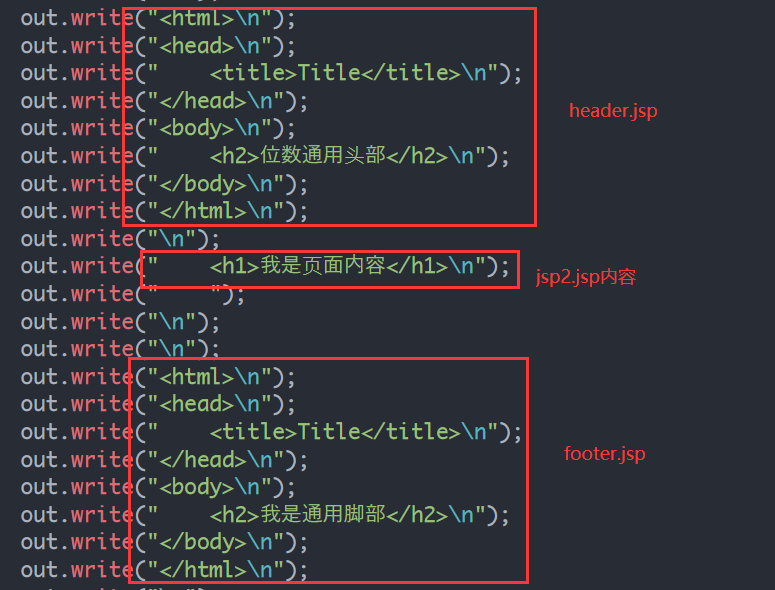 out.write("<html>\n");
out.write("<head>\n");
out.write("    <title>Title</title>\n");
out.write("</head>\n");
header.jsp
out.write("<body>\n");
out.write("    <h2>位数通用头部</h2>\n");
out.write("</body>\n");
out.write("</html>\n");
out.write("\n");
out.write("    <h1>我是页面内容</h1>\n");
jsp2.jsp内容
out.write("    ");
out.write("\n");
out.write("\n");
out.write("<html>\n");
out.write("<head>\n");
out.write("    <title>Title</title>\n");
footer.jsp
out.write("</head>\n");
out.write("<body>\n");
out.write("    <h2>我是通用脚部</h2>\n");
out.write("</body>\n");
out.write("</html>\n");